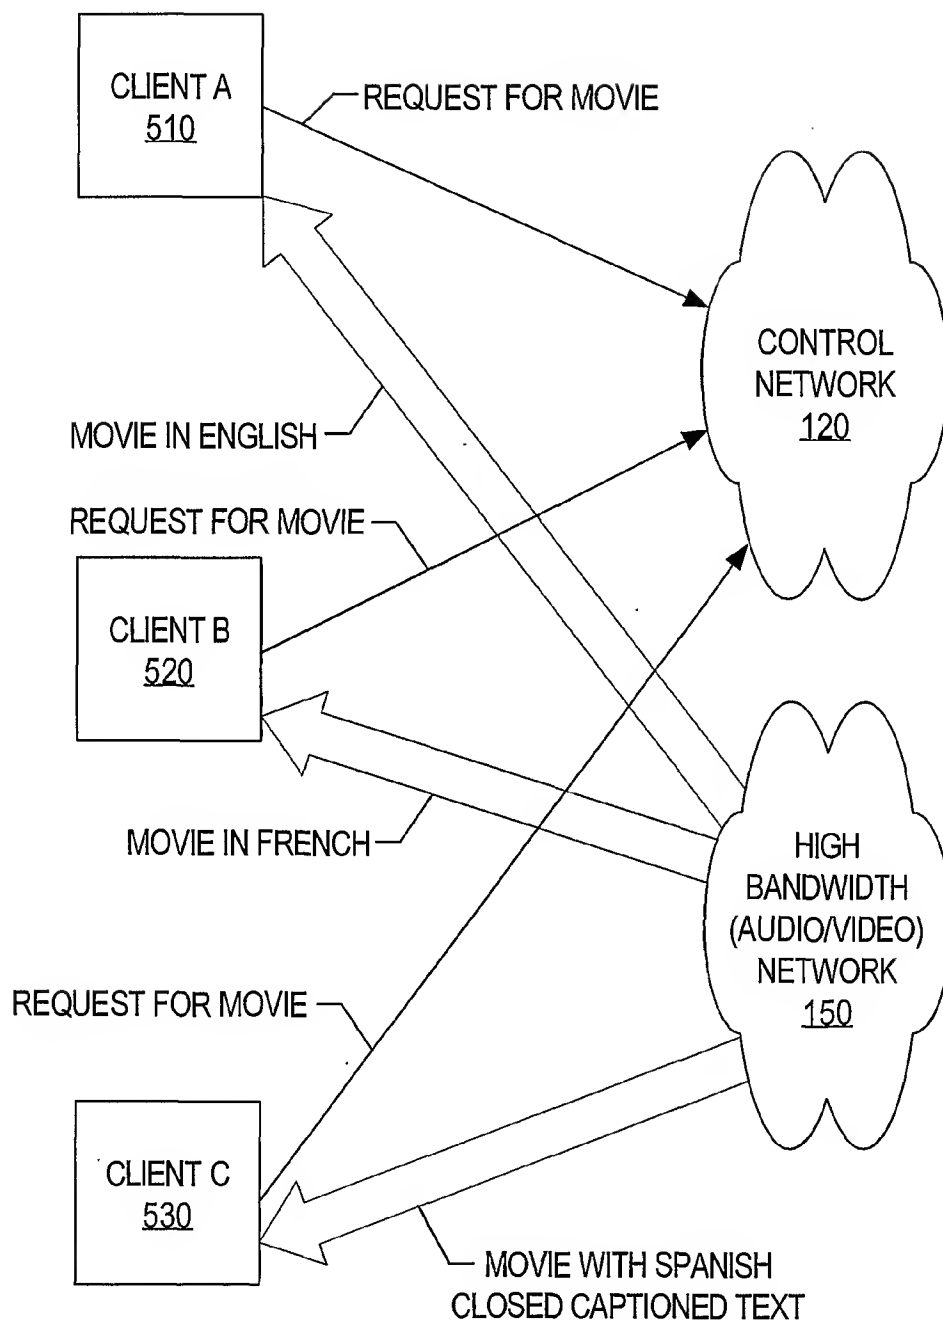 CLIENT A
510
REQUEST FOR MOVIE
CONTROL
NETWORK
120
MOVIE IN ENGLISH
REQUEST FOR MOVIE
CLIENT B
520
MOVIE IN FRENCH
HIGH
BANDWIDTH
(AUDIO/VIDEO)
NETWORK
150
REQUEST FOR MOVIE
CLIENT C
530
MOVIE WITH SPANISH
CLOSED CAPTIONED TEXT